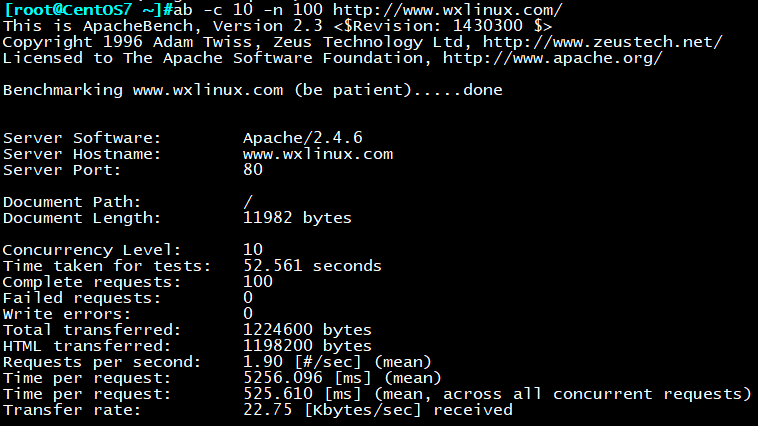 [root@CentOS7 ~]#ab -c 10 -n 100 http://www.wxlinux.com/
This is ApacheBench, Version 2.3 <$Revision: 1430300 $>
Copyright 1996 Adam Twiss, Zeus Technology Ltd, http://www.zeustech.net/
Licensed to The Apache Software Foundation, http://www.apache.org/

Benchmarking www.wxlinux.com (be patient).....done


Server Software:        Apache/2.4.6
Server Hostname:        www.wxlinux.com
Server Port:            80

Document Path:          /
Document Length:        11982 bytes

Concurrency Level:      10
Time taken for tests:   52.561 seconds
Complete requests:      100
Failed requests:        0
Write errors:           0
Total transferred:      1224600 bytes
HTML transferred:       1198200 bytes
Requests per second:    1.90 [#/sec] (mean)
Time per request:       5256.096 [ms] (mean)
Time per request:       525.610 [ms] (mean, across all concurrent requests)
Transfer rate:          22.75 [Kbytes/sec] received